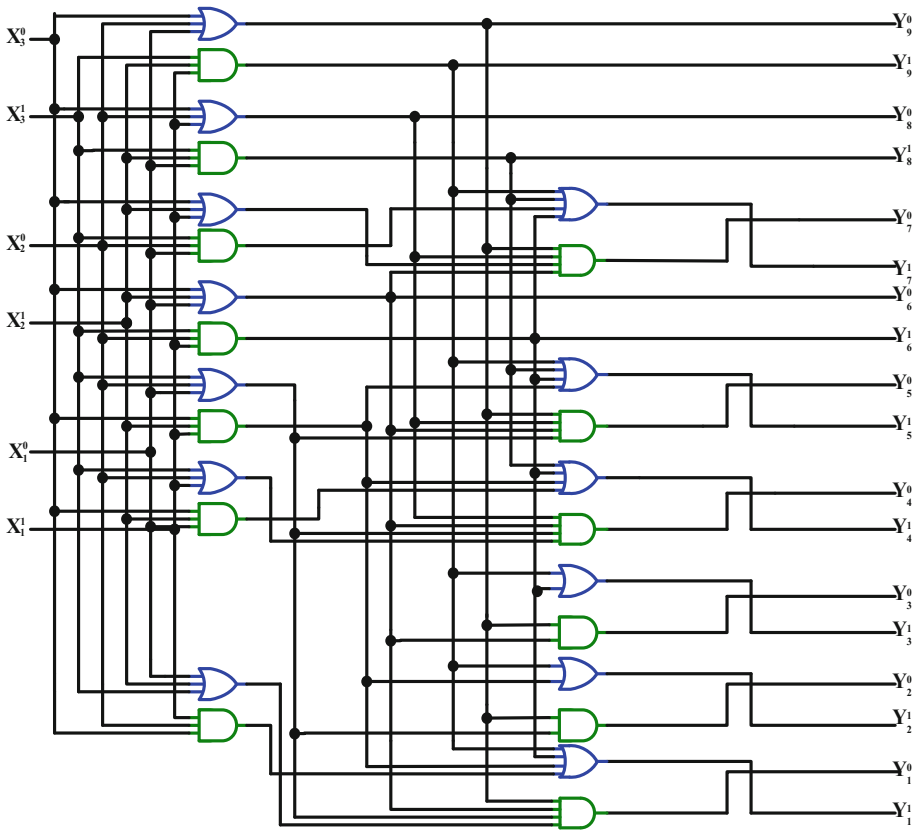 X₃⁰
X₃¹
X₂⁰
X₂¹
X₁⁰
X₁¹
Y₉⁰
Y₉¹
Y₈⁰
Y₈¹
Y₇⁰
Y₇¹
Y₆⁰
Y₆¹
Y₅⁰
Y₅¹
Y₄⁰
Y₄¹
Y₃⁰
Y₃¹
Y₂⁰
Y₂¹
Y₁⁰
Y₁¹